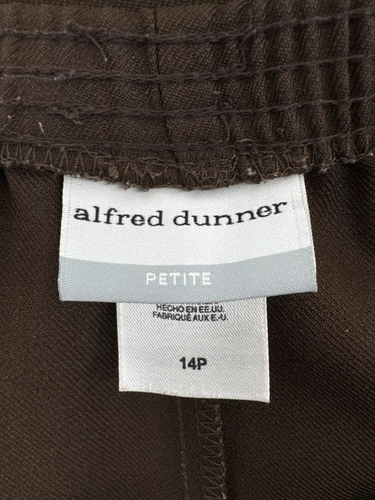 alfred dunner
PETITE
HECHO EN EE.UU.
FABRIQUÉ AUX E.-U.
14P